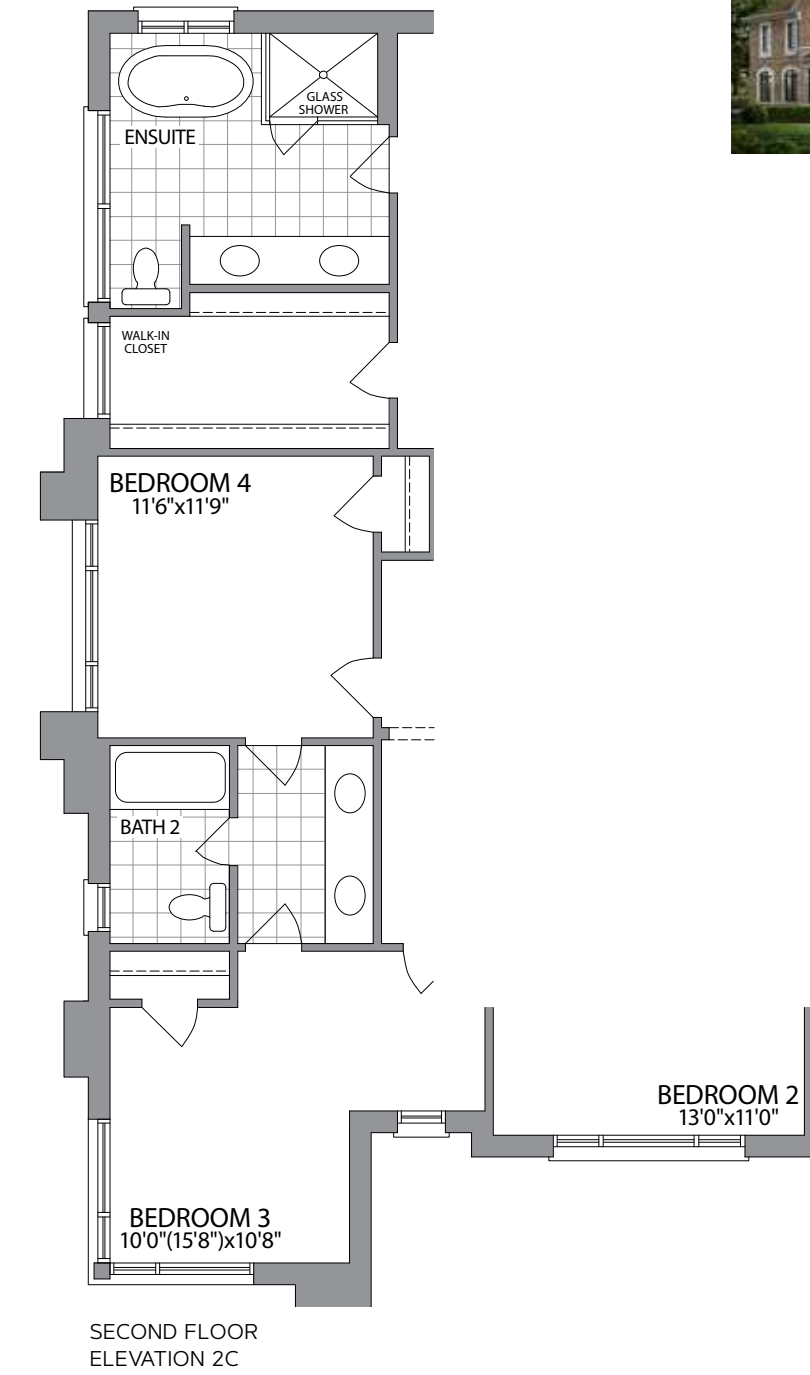 GLASS
SHOWER
ENSUITE
WALK-IN
CLOSET
BEDROOM 4
11'6"x11'9"
BATH 2
BEDROOM 2
13'0"x11'0"
BEDROOM 3
10'0"(15'8")x10'8"
SECOND FLOOR
ELEVATION 2C